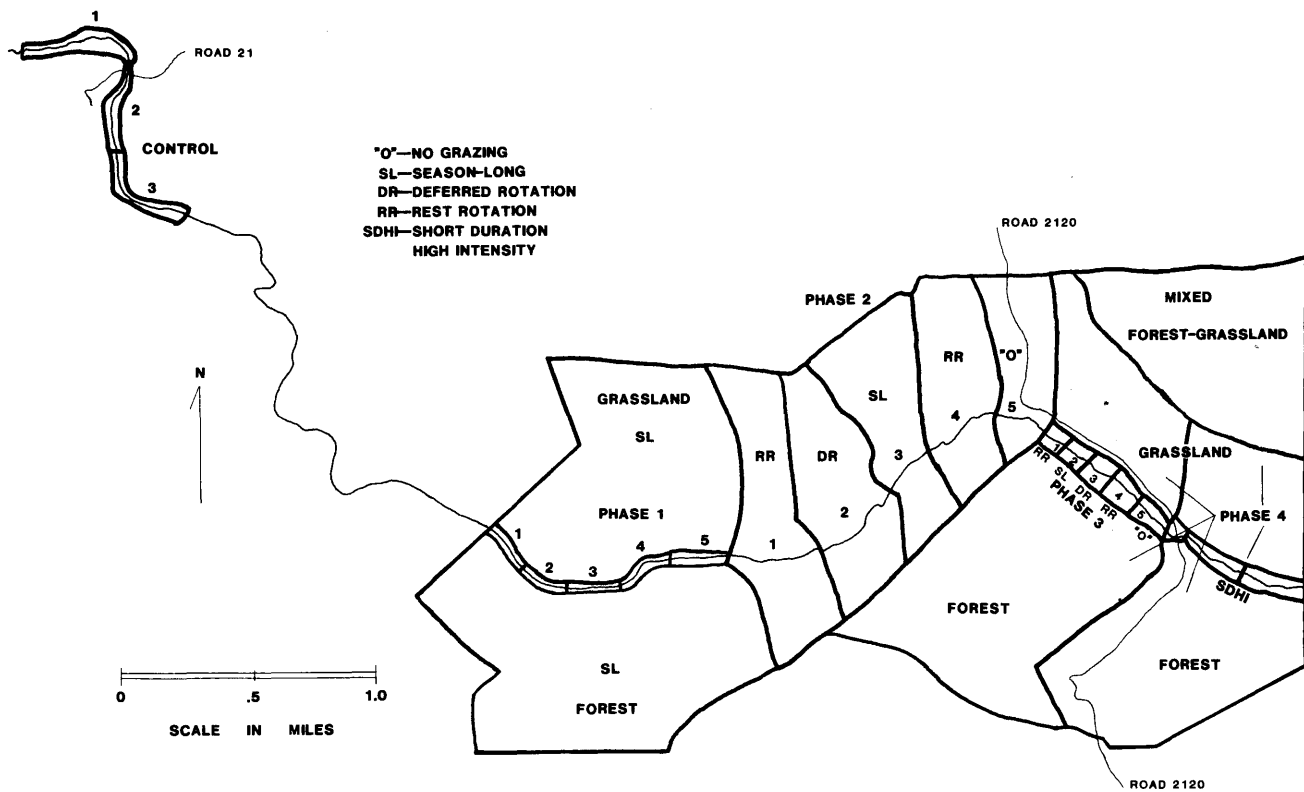 1
ROAD 21
2
CONTROL
3
"O"—NO GRAZING
SL—SEASON-LONG
DR—DEFERRED ROTATION
RR—REST ROTATION
SDHI—SHORT DURATION
HIGH INTENSITY
N
ROAD 2120
PHASE 2
MIXED
FOREST-GRASSLAND
RR
"O"
SL
GRASSLAND
SL
4
5
RR
DR
3
GRASSLAND
1
2
3
4
5
RR
SL
DR
RR
"O"
PHASE 3
PHASE 1
2
PHASE 4
1
2
3
4
5
1
SDHI
FOREST
FOREST
SL
FOREST
0
.5
1.0
SCALE IN MILES
ROAD 2120